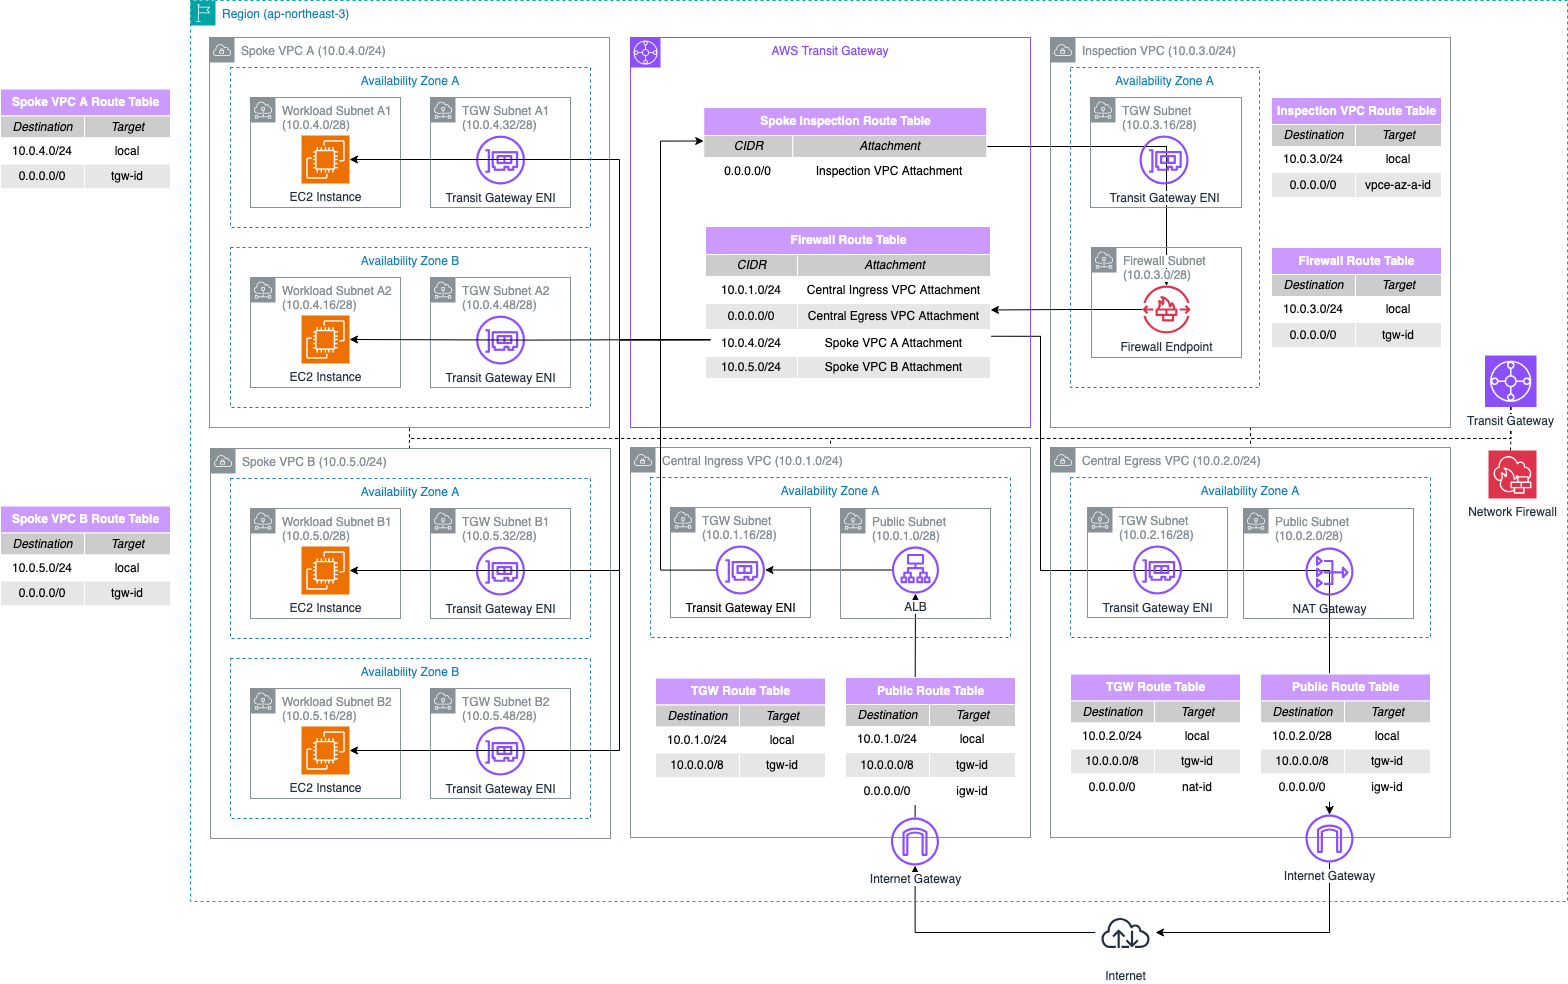 Region (ap-northeast-3)
Spoke VPC A Route Table
Destination Target
10.0.4.0/24 local
0.0.0.0/0 tgw-id
Spoke VPC B Route Table
Destination Target
10.0.5.0/24 local
0.0.0.0/0 tgw-id
Spoke VPC A (10.0.4.0/24)
Availability Zone A
Workload Subnet A1
(10.0.4.0/28)
EC2 Instance
TGW Subnet A1
(10.0.4.32/28)
Transit Gateway ENI
Availability Zone B
Workload Subnet A2
(10.0.4.16/28)
EC2 Instance
TGW Subnet A2
(10.0.4.48/28)
Transit Gateway ENI
AWS Transit Gateway
Spoke Inspection Route Table
CIDR Attachment
0.0.0.0/0 Inspection VPC Attachment
Firewall Route Table
CIDR Attachment
10.0.1.0/24 Central Ingress VPC Attachment
0.0.0.0/0 Central Egress VPC Attachment
10.0.4.0/24 Spoke VPC A Attachment
10.0.5.0/24 Spoke VPC B Attachment
Inspection VPC (10.0.3.0/24)
Availability Zone A
TGW Subnet
(10.0.3.16/28)
Transit Gateway ENI
Firewall Subnet
(10.0.3.0/28)
Firewall Endpoint
Inspection VPC Route Table
Destination Target
10.0.3.0/24 local
0.0.0.0/0 vpce-az-a-id
Firewall Route Table
Destination Target
10.0.3.0/24 local
0.0.0.0/0 tgw-id
Transit Gateway
Network Firewall
Spoke VPC B (10.0.5.0/24)
Availability Zone A
Workload Subnet B1
(10.0.5.0/28)
EC2 Instance
TGW Subnet B1
(10.0.5.32/28)
Transit Gateway ENI
Availability Zone B
Workload Subnet B2
(10.0.5.16/28)
EC2 Instance
TGW Subnet B2
(10.0.5.48/28)
Transit Gateway ENI
Central Ingress VPC (10.0.1.0/24)
Availability Zone A
TGW Subnet
(10.0.1.16/28)
Transit Gateway ENI
Public Subnet
(10.0.1.0/28)
ALB
TGW Route Table
Destination Target
10.0.1.0/24 local
10.0.0.0/8 tgw-id
Public Route Table
Destination Target
10.0.1.0/24 local
10.0.0.0/8 tgw-id
0.0.0.0/0 igw-id
Internet Gateway
Central Egress VPC (10.0.2.0/24)
Availability Zone A
TGW Subnet
(10.0.2.16/28)
Transit Gateway ENI
Public Subnet
(10.0.2.0/28)
NAT Gateway
TGW Route Table
Destination Target
10.0.2.0/24 local
10.0.0.0/8 tgw-id
0.0.0.0/0 nat-id
Public Route Table
Destination Target
10.0.2.0/28 local
10.0.0.0/8 tgw-id
0.0.0.0/0 igw-id
Internet Gateway
Internet